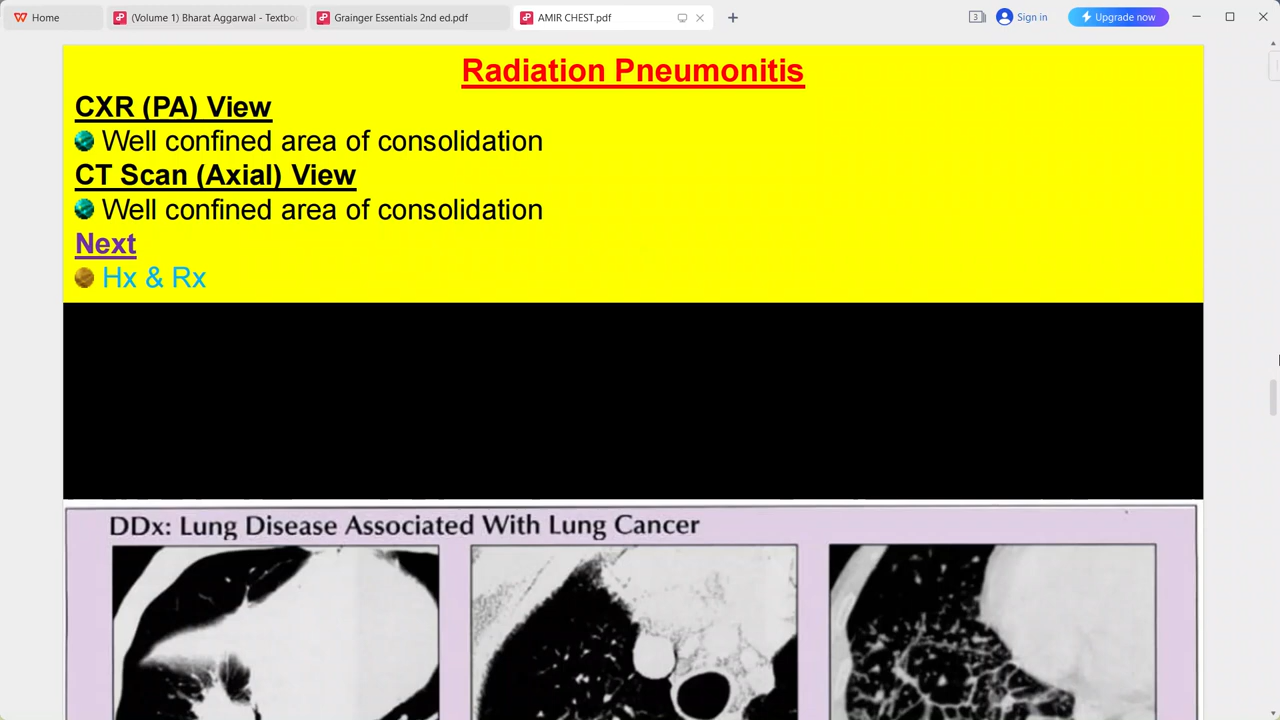 Home
(Volume 1) Bharat Aggarwal - Textbo
Grainger Essentials 2nd ed.pdf
AMIR CHEST.pdf
3
Sign in
Upgrade now
Radiation Pneumonitis
CXR (PA) View
Well confined area of consolidation
CT Scan (Axial) View
Well confined area of consolidation
Next
Hx & Rx
DDx: Lung Disease Associated With Lung Cancer